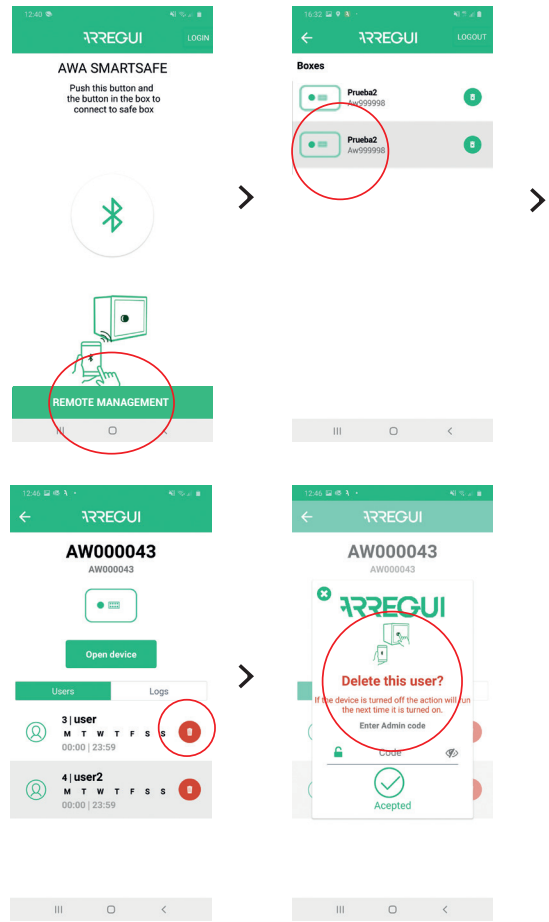 12:40
ARREGUI
LOGIN
AWA SMARTSAFE
Push this button and
the button in the box to
connect to safe box
REMOTE MANAGEMENT
16:32
ARREGUI
LOGOUT
Boxes
Prueba2
Aw999998
Prueba2
Aw999998
12:46
ARREGUI
AW000043
AW000043
Open device
Users
Logs
3 | user
M T W T F S S
00:00 | 23:59
4 | user2
M T W T F S S
00:00 | 23:59
12:46
ARREGUI
AW000043
AW000043
ARREGUI
Delete this user?
If the device is turned off the action will run
the next time it is turned on.
Enter Admin code
Code
Acepted